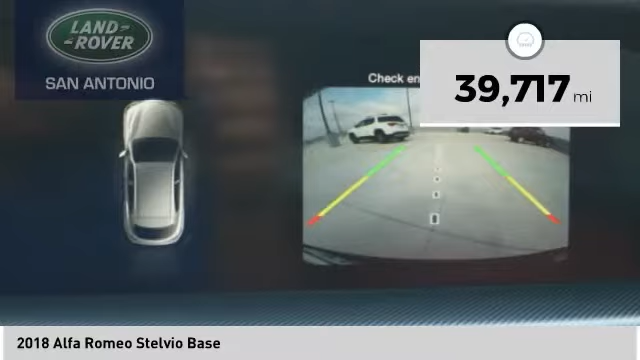 LAND-
-ROVER
SAN ANTONIO
Check en
39,717 mi
2018 Alfa Romeo Stelvio Base